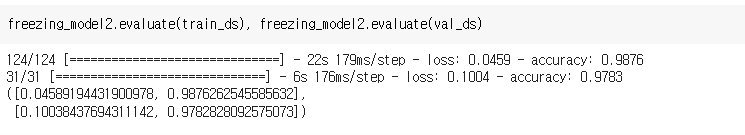 freezing_model2.evaluate(train_ds), freezing_model2.evaluate(val_ds)
124/124 [==============================] - 22s 179ms/step - loss: 0.0459 - accuracy: 0.9876
31/31 [==============================] - 6s 176ms/step - loss: 0.1004 - accuracy: 0.9783
([0.04589194431900978, 0.9876262545585632],
[0.10038437694311142, 0.9782828092575073])